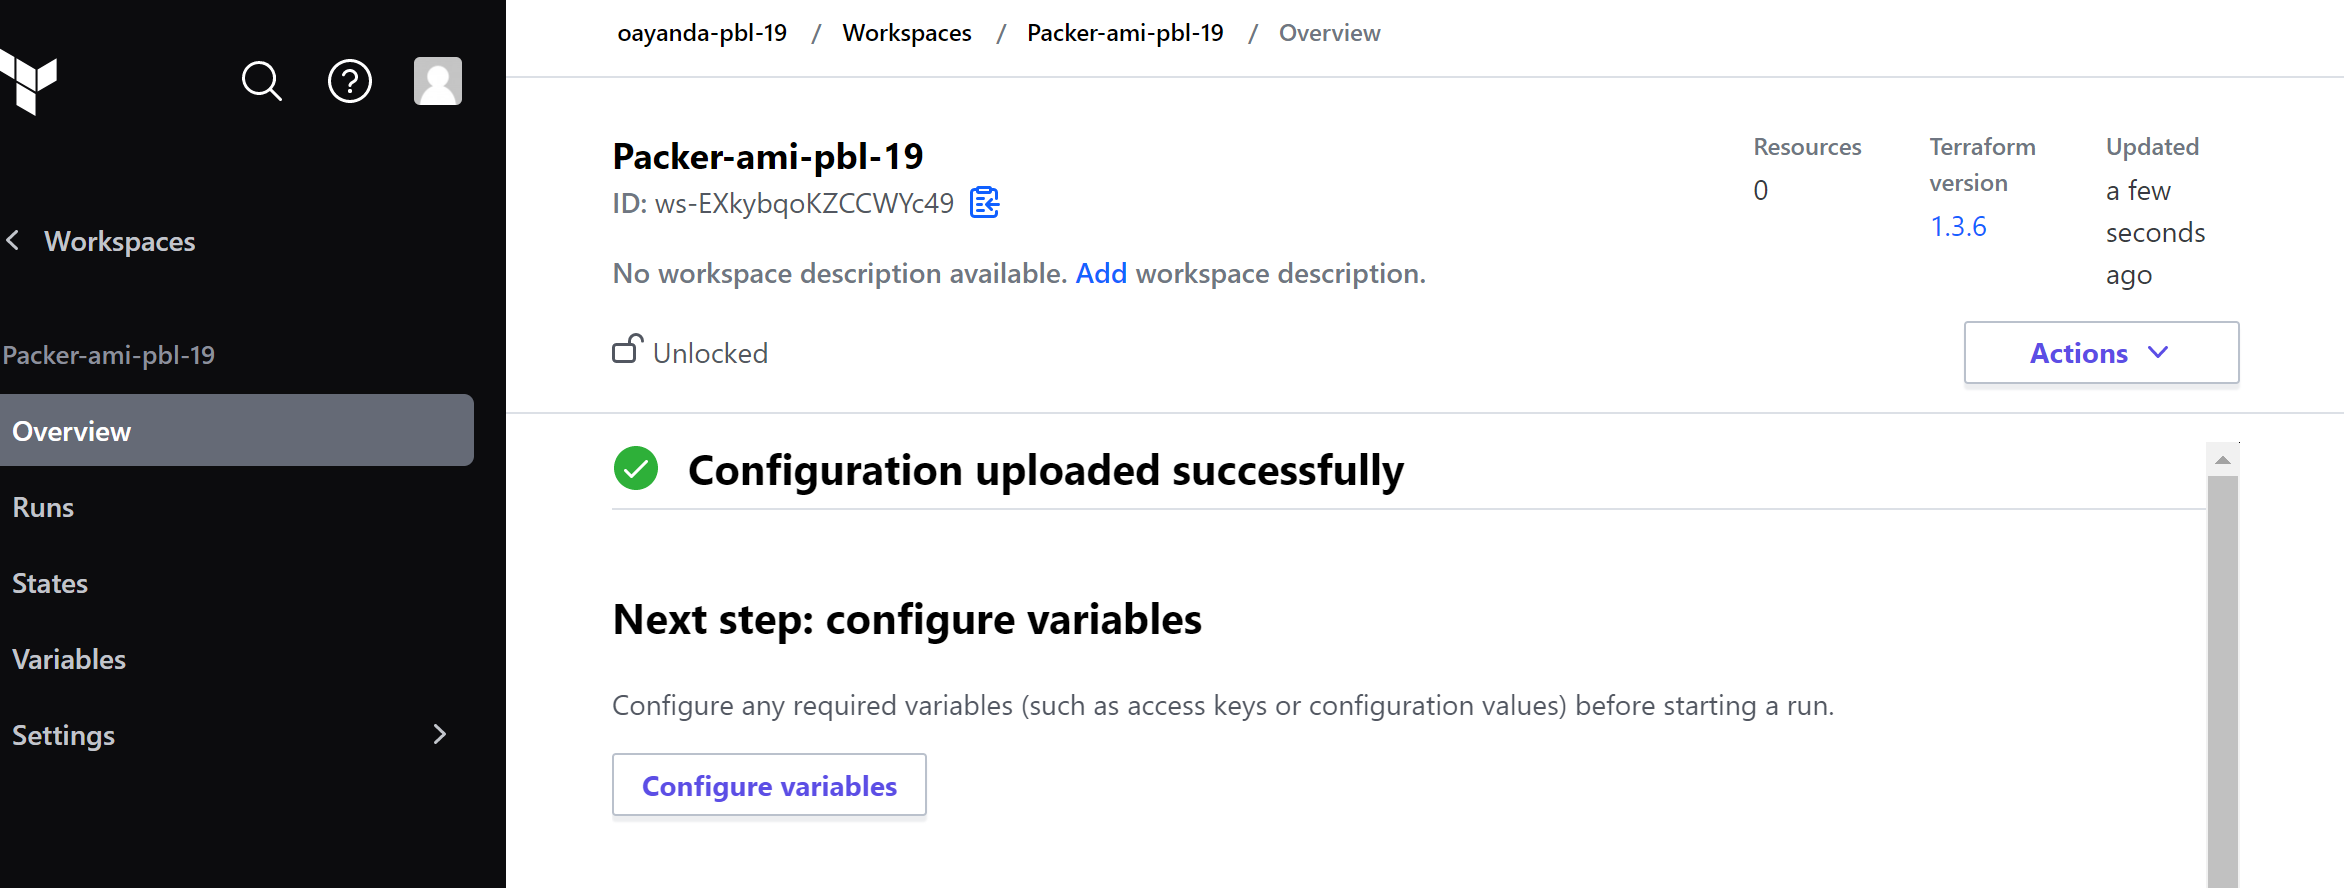 oayanda-pbl-19 / Workspaces / Packer-ami-pbl-19 / Overview
Workspaces
Packer-ami-pbl-19
Overview
Runs
States
Variables
Settings
Packer-ami-pbl-19
ID: ws-EXkybqoKZCCWYc49
No workspace description available. Add workspace description.
Unlocked
Resources
0
Terraform
version
1.3.6
Updated
a few
seconds
ago
Actions
Configuration uploaded successfully
Next step: configure variables
Configure any required variables (such as access keys or configuration values) before starting a run.
Configure variables